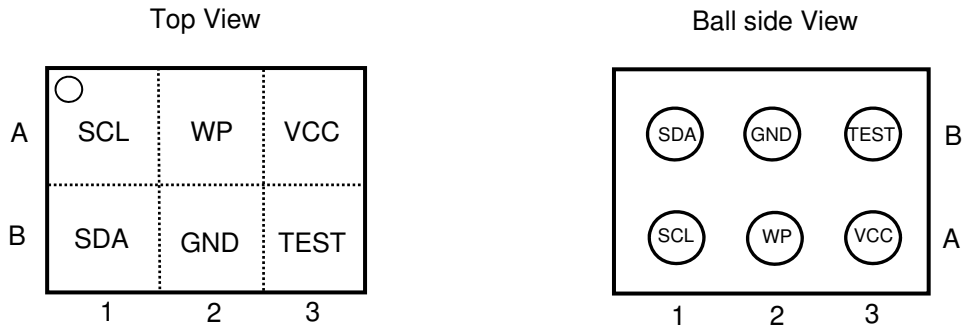 Top View
A SCL WP VCC
B SDA GND TEST
1 2 3
Ball side View
SDA GND TEST B
SCL WP VCC A
1 2 3